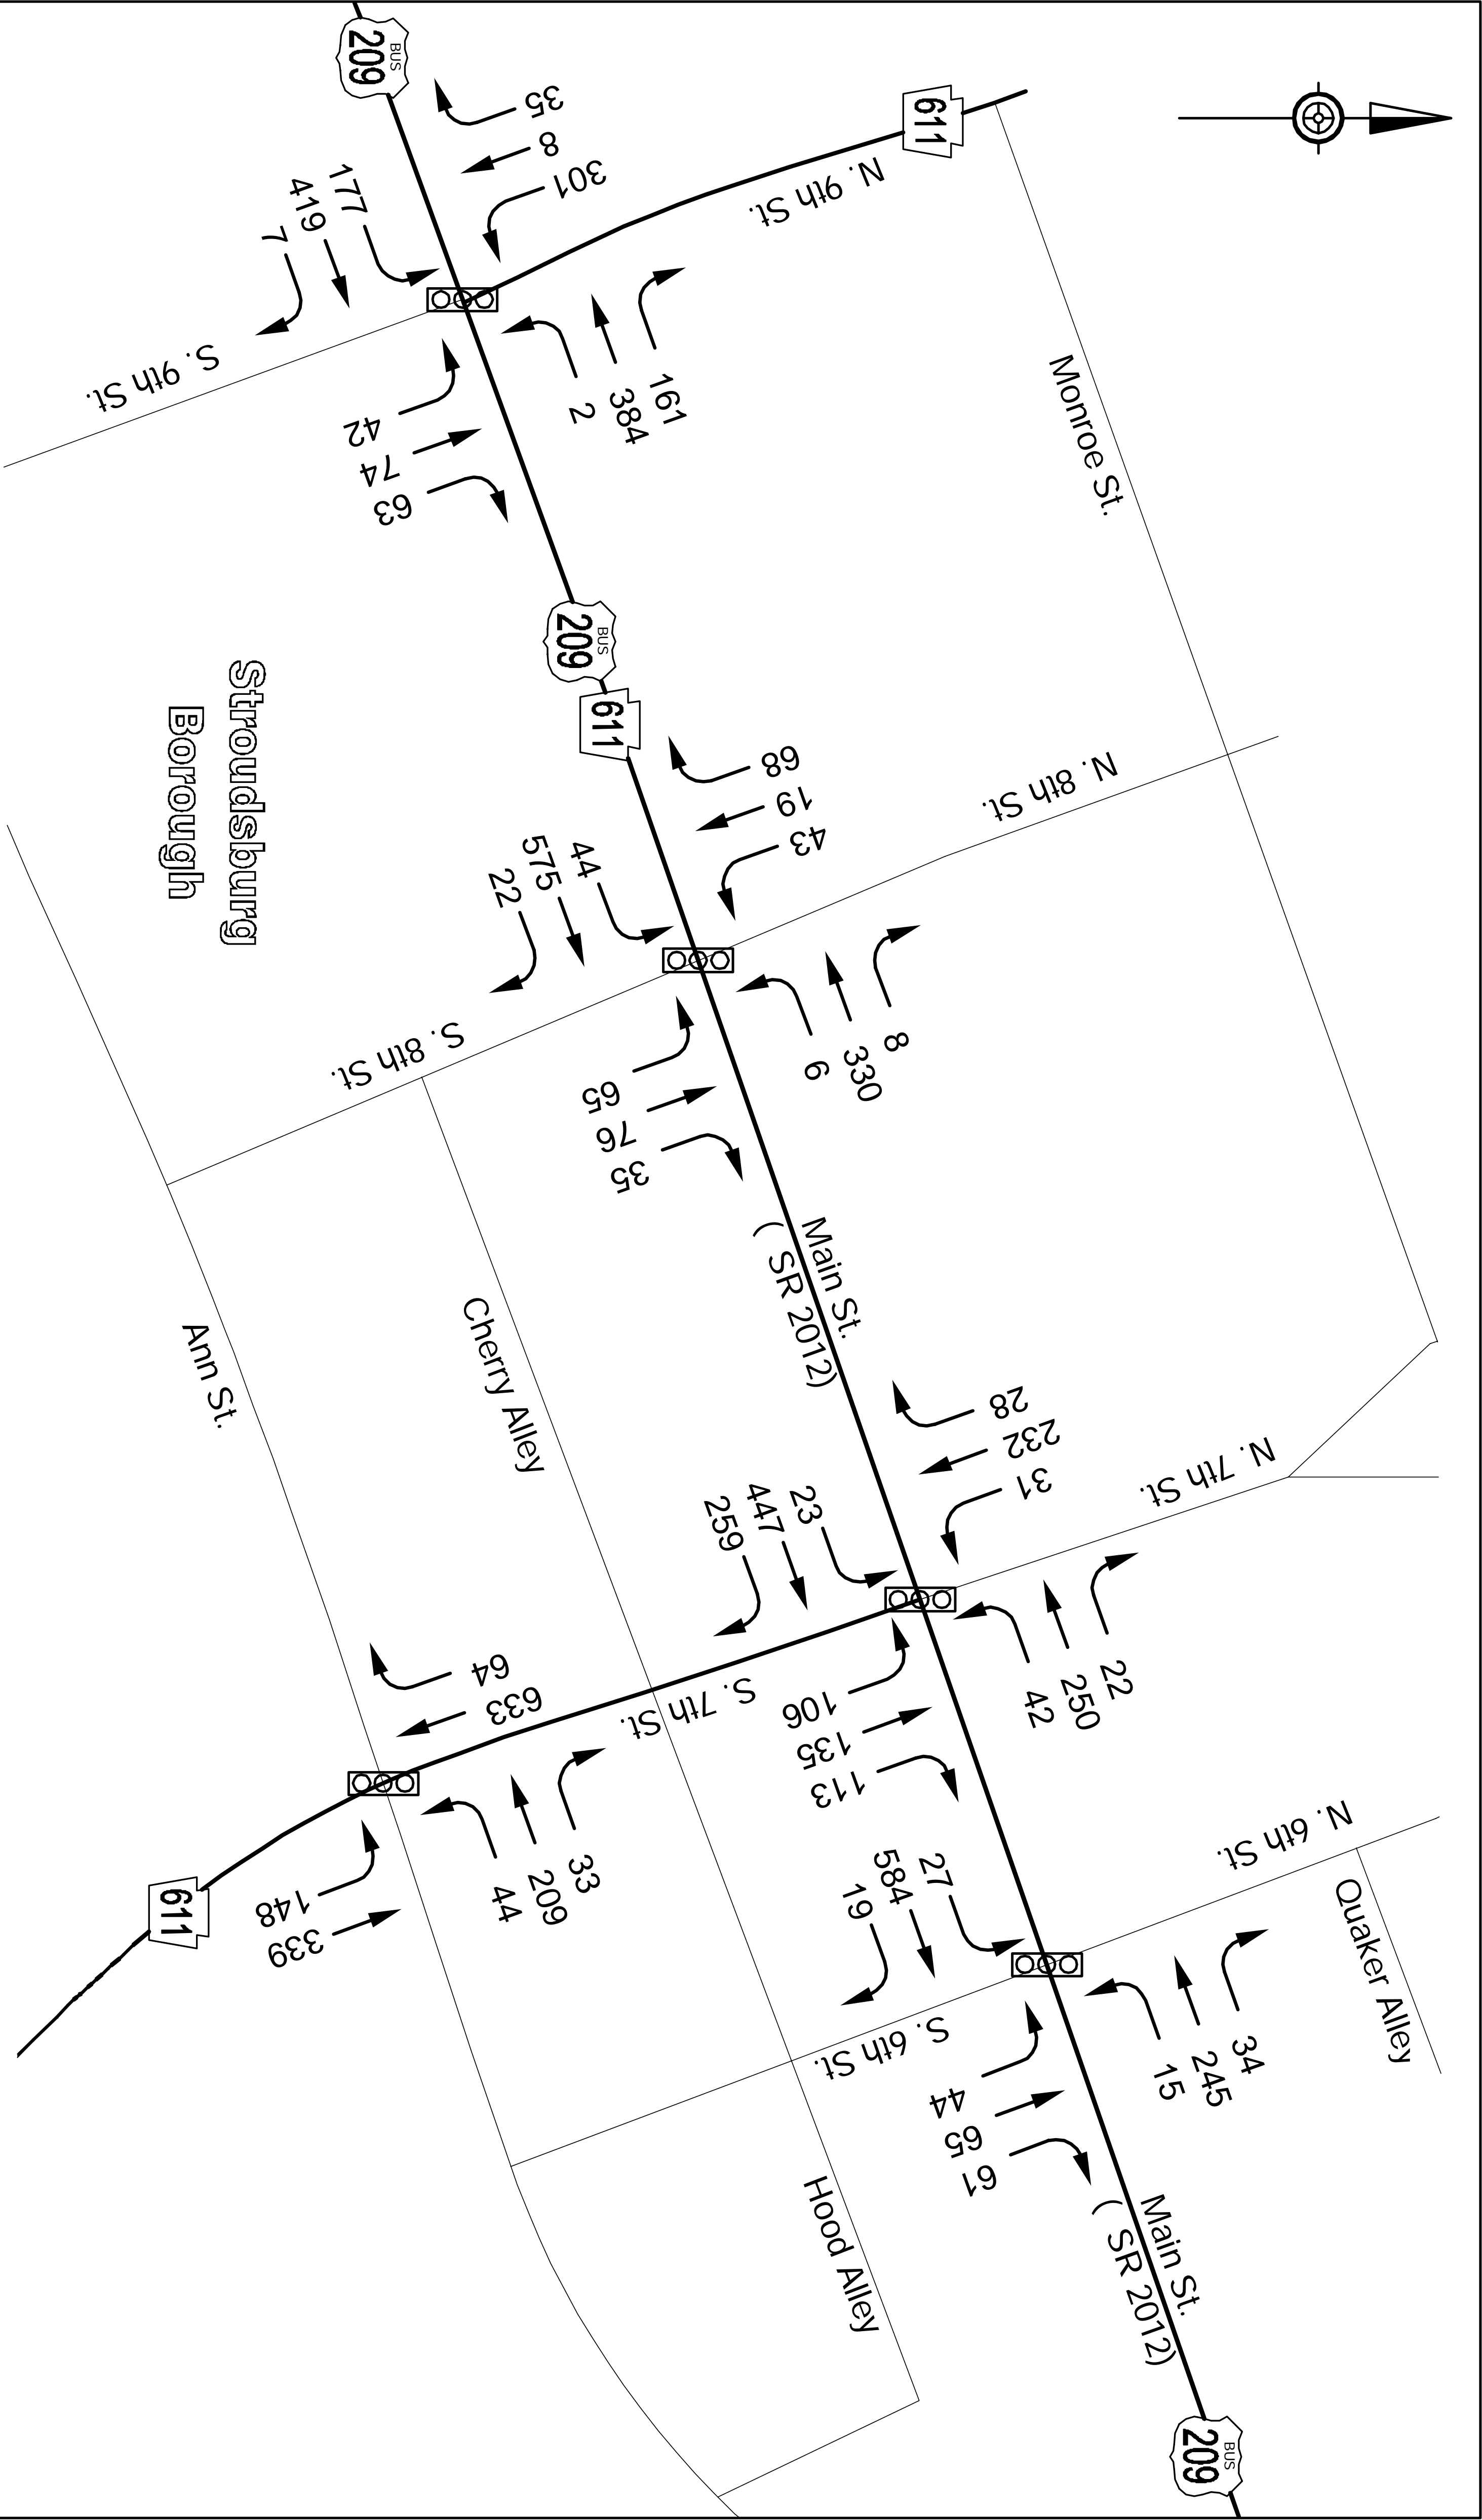 BUS
209
611
N. 9th St.
S. 9th St.
35
8
301
177
419
7
2
384
161
42
74
63
Monroe St.
BUS
209
611
Stroudsburg
Borough
N. 8th St.
S. 8th St.
68
19
43
44
575
22
6
330
8
65
76
35
Main St.
( SR 2012)
Cherry Alley
Ann St.
N. 7th St.
S. 7th St.
28
232
31
23
447
259
42
250
22
106
135
113
64
633
44
209
33
148
339
611
N. 6th St.
S. 6th St.
27
584
19
15
245
34
44
65
61
Quaker Alley
Hood Alley
Main St.
( SR 2012)
BUS
209